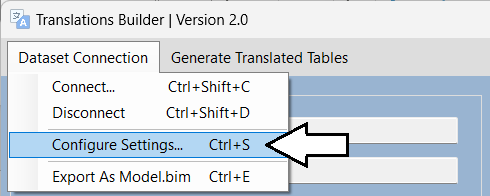 Translations Builder | Version 2.0
Dataset Connection Generate Translated Tables
Connect... Ctrl+Shift+C
Disconnect Ctrl+Shift+D
Configure Settings... Ctrl+S
Export As Model.bim Ctrl+E